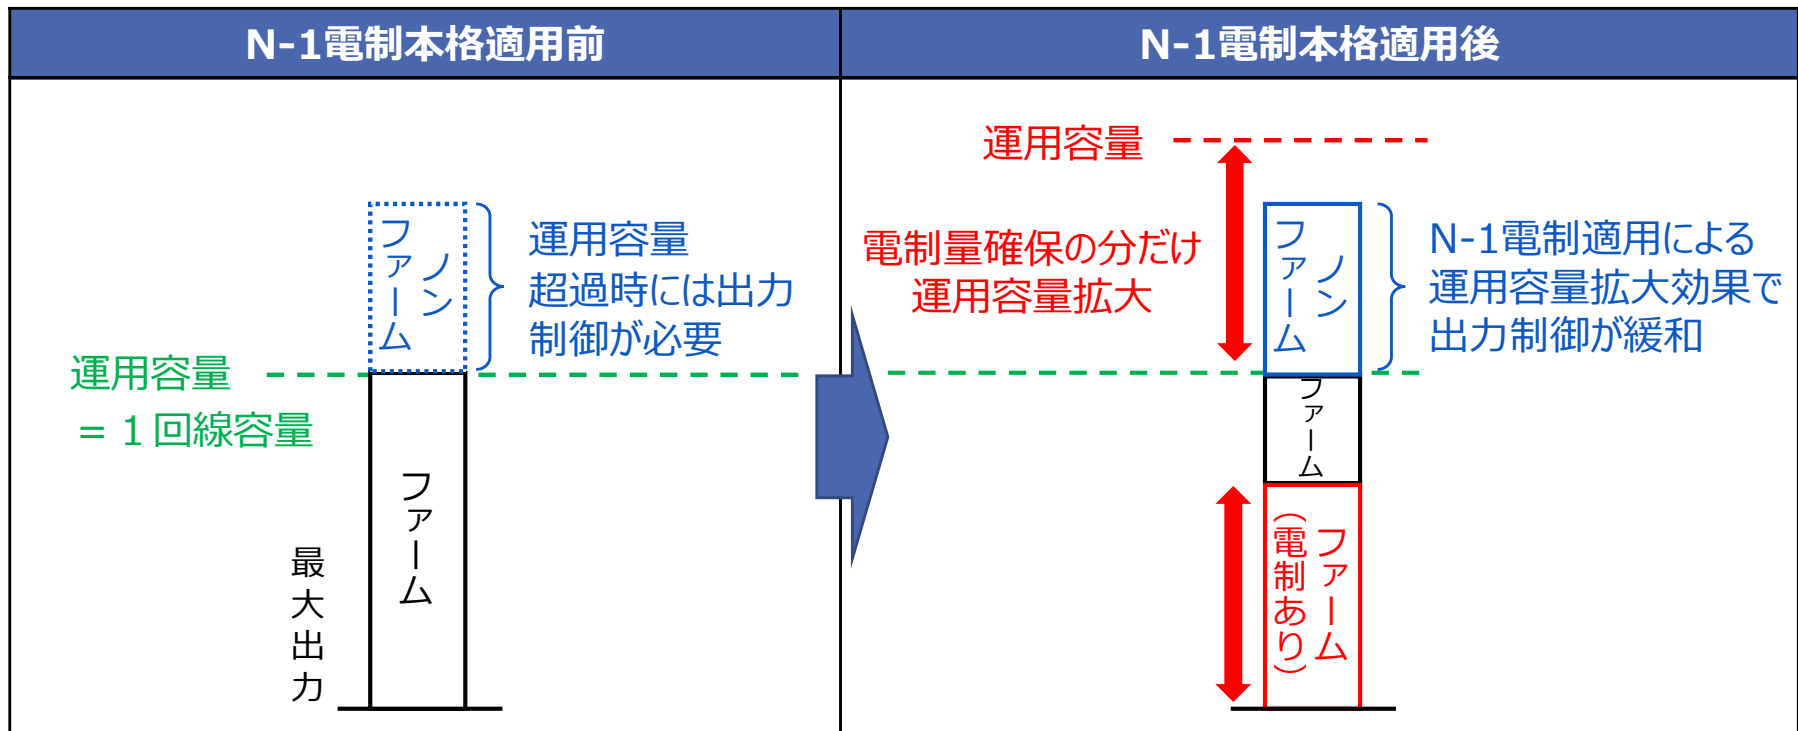 N-1電制本格適用前
ノン
ファーム
運用容量
超過時には出力
制御が必要
運用容量
= 1回線容量
ファーム
最大出力
N-1電制本格適用後
運用容量
電制量確保の分だけ
運用容量拡大
ノン
ファーム
N-1電制適用による
運用容量拡大効果で
出力制御が緩和
ファーム
ファーム
(電制あり)